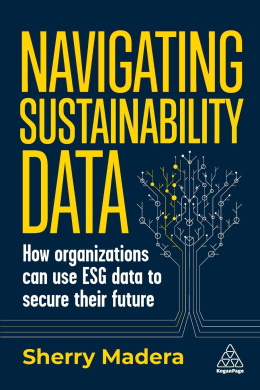 NAVIGATING
SUSTAINABILITY
DATA
How organizations
can use ESG data to
secure their future
Sherry Madera
KoganPage